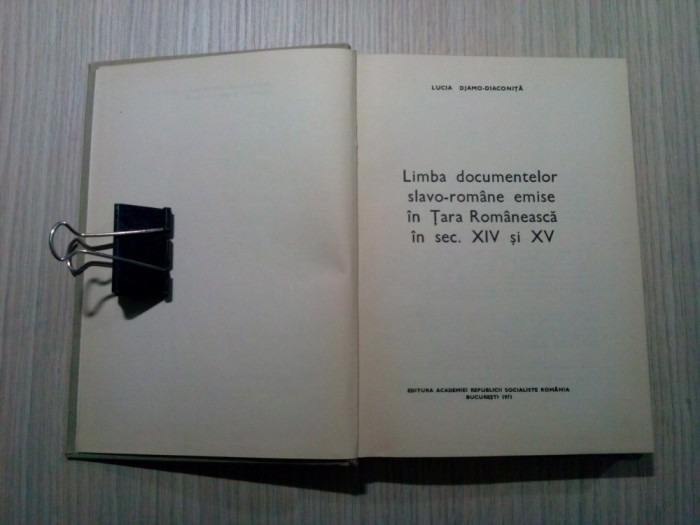 LUCIA DJAMO-DIACONIȚĂ
Limba documentelor
slavo-române emise
în Țara Românească
în sec. XIV și XV
EDITURA ACADEMIEI REPUBLICII SOCIALISTE ROMÂNIA
BUCUREȘTI 1971